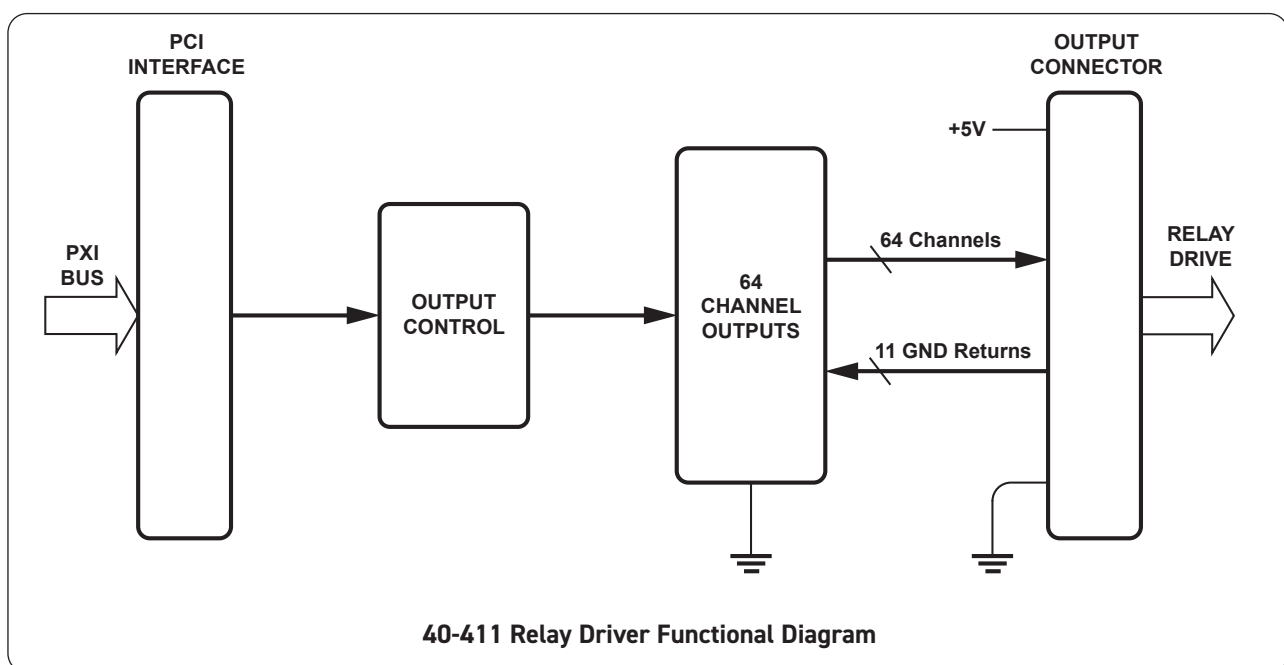 PCI
INTERFACE
OUTPUT
CONNECTOR
+5V
PXI
BUS
OUTPUT
CONTROL
64
CHANNEL
OUTPUTS
64 Channels
11 GND Returns
RELAY
DRIVE
40-411 Relay Driver Functional Diagram